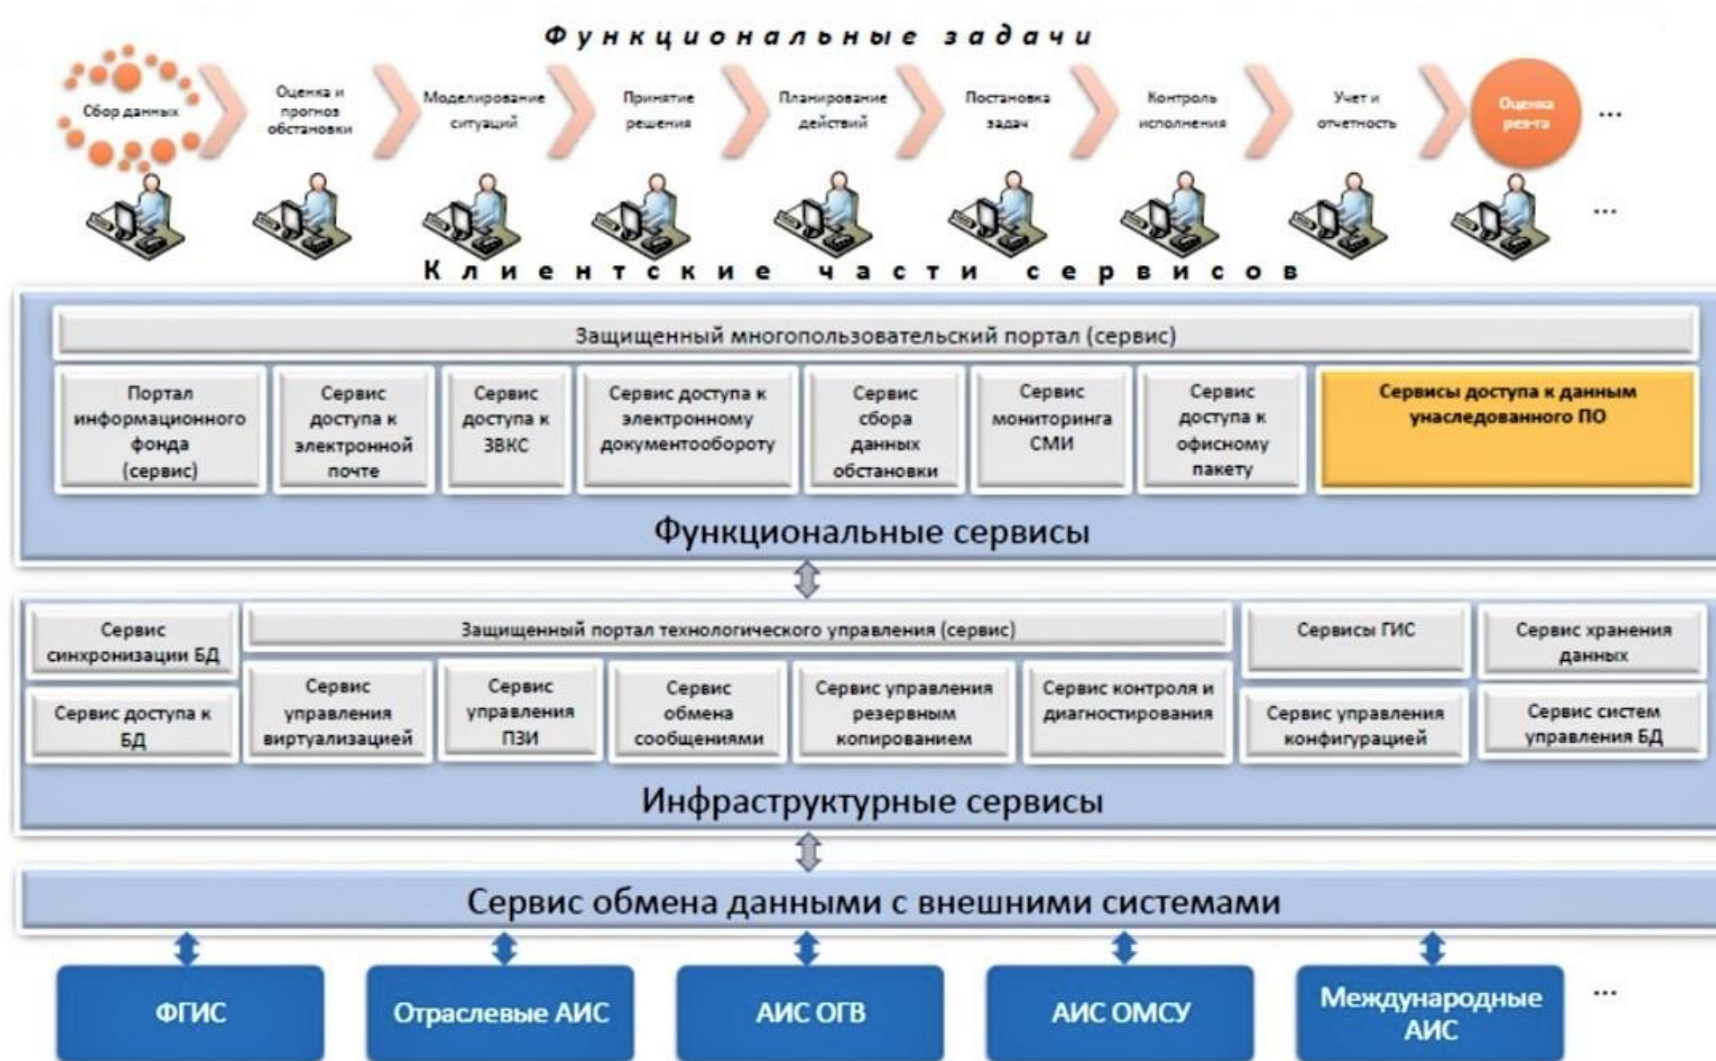 Функциональные задачи
Сбор данных
Оценка и
прогноз
обстановки
Моделирование
ситуаций
Принятие
решения
Планирование
действий
Постановка
задач
Контроль
исполнения
Учет и
отчетность
Оценка
рез-та
...
...
Клиентские части сервисов
Защищенный многопользовательский портал (сервис)
Портал
информационного
фонда
(сервис)
Сервис
доступа к
электронной
почте
Сервис
доступа к
ЗВКС
Сервис доступа к
электронному
документообороту
Сервис
сбора
данных
обстановки
Сервис
мониторинга
СМИ
Сервис
доступа к
офисному
пакету
Сервисы доступа к данным
унаследованного ПО
Функциональные сервисы
Сервис
синхронизации БД
Сервис доступа к
БД
Защищенный портал технологического управления (сервис)
Сервис
управления
виртуализацией
Сервис
управления
ПЗИ
Сервис
обмена
сообщениями
Сервис управления
резервным
копированием
Сервис контроля и
диагностирования
Сервисы ГИС
Сервис управления
конфигурацией
Сервис хранения
данных
Сервис систем
управления БД
Инфраструктурные сервисы
Сервис обмена данными с внешними системами
ФГИС
Отраслевые АИС
АИС ОГВ
АИС ОМСУ
Международные
АИС
...